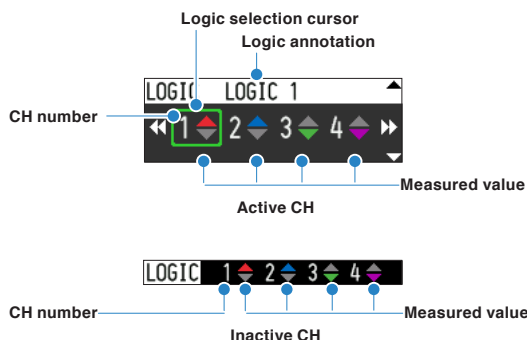 Logic selection cursor
Logic annotation
LOGIC LOGIC 1
CH number
1 2 3 4
Measured value
Active CH
LOGIC 1 2 3 4
CH number
Measured value
Inactive CH